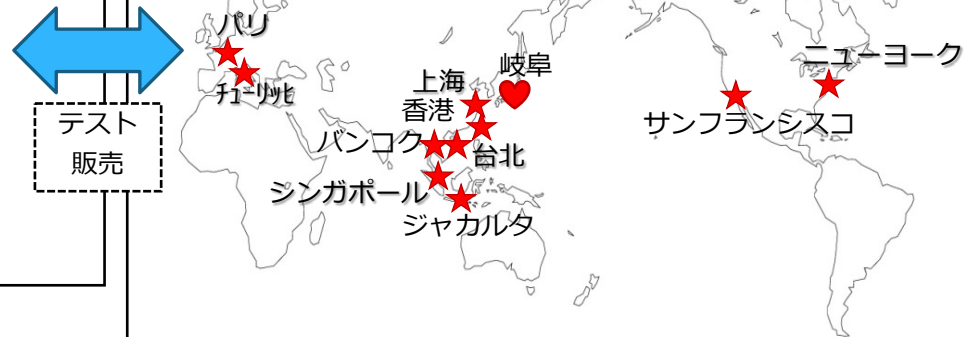 パリ
チューリッヒ
テスト
販売
岐阜
上海
香港
バンコク
台北
シンガポール
ジャカルタ
ニューヨーク
サンフランシスコ